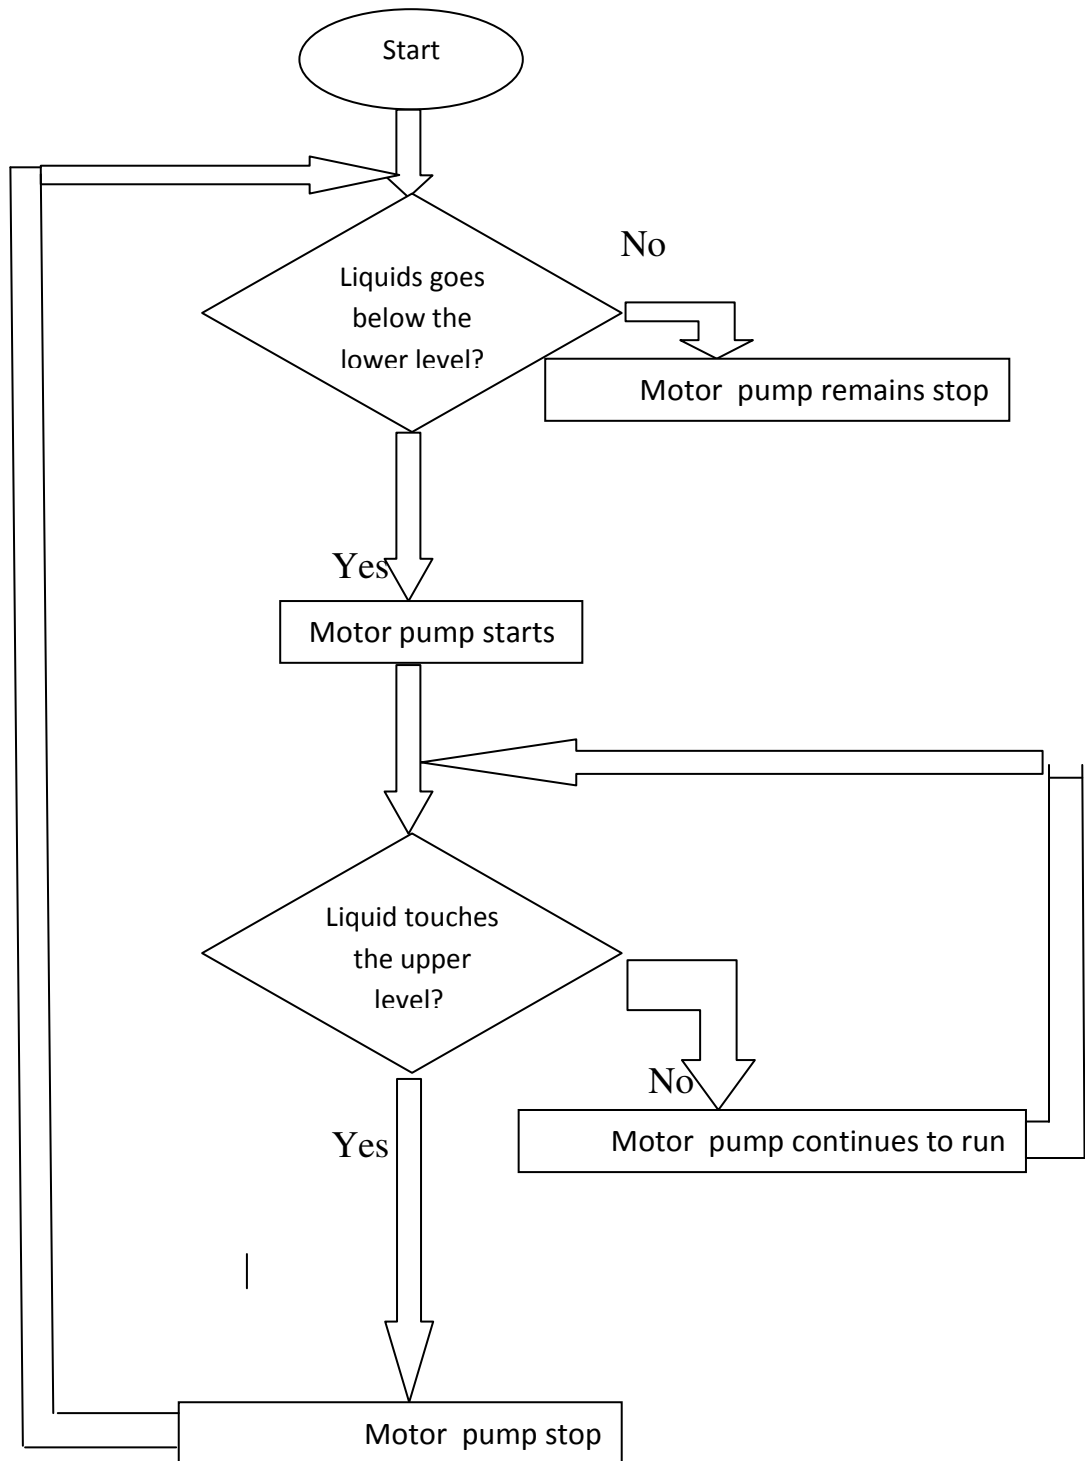 Start
No
Liquids goes
below the
lower level?
Motor pump remains stop
Yes
Motor pump starts
Liquid touches
the upper
level?
No
Motor pump continues to run
Yes
Motor pump stop